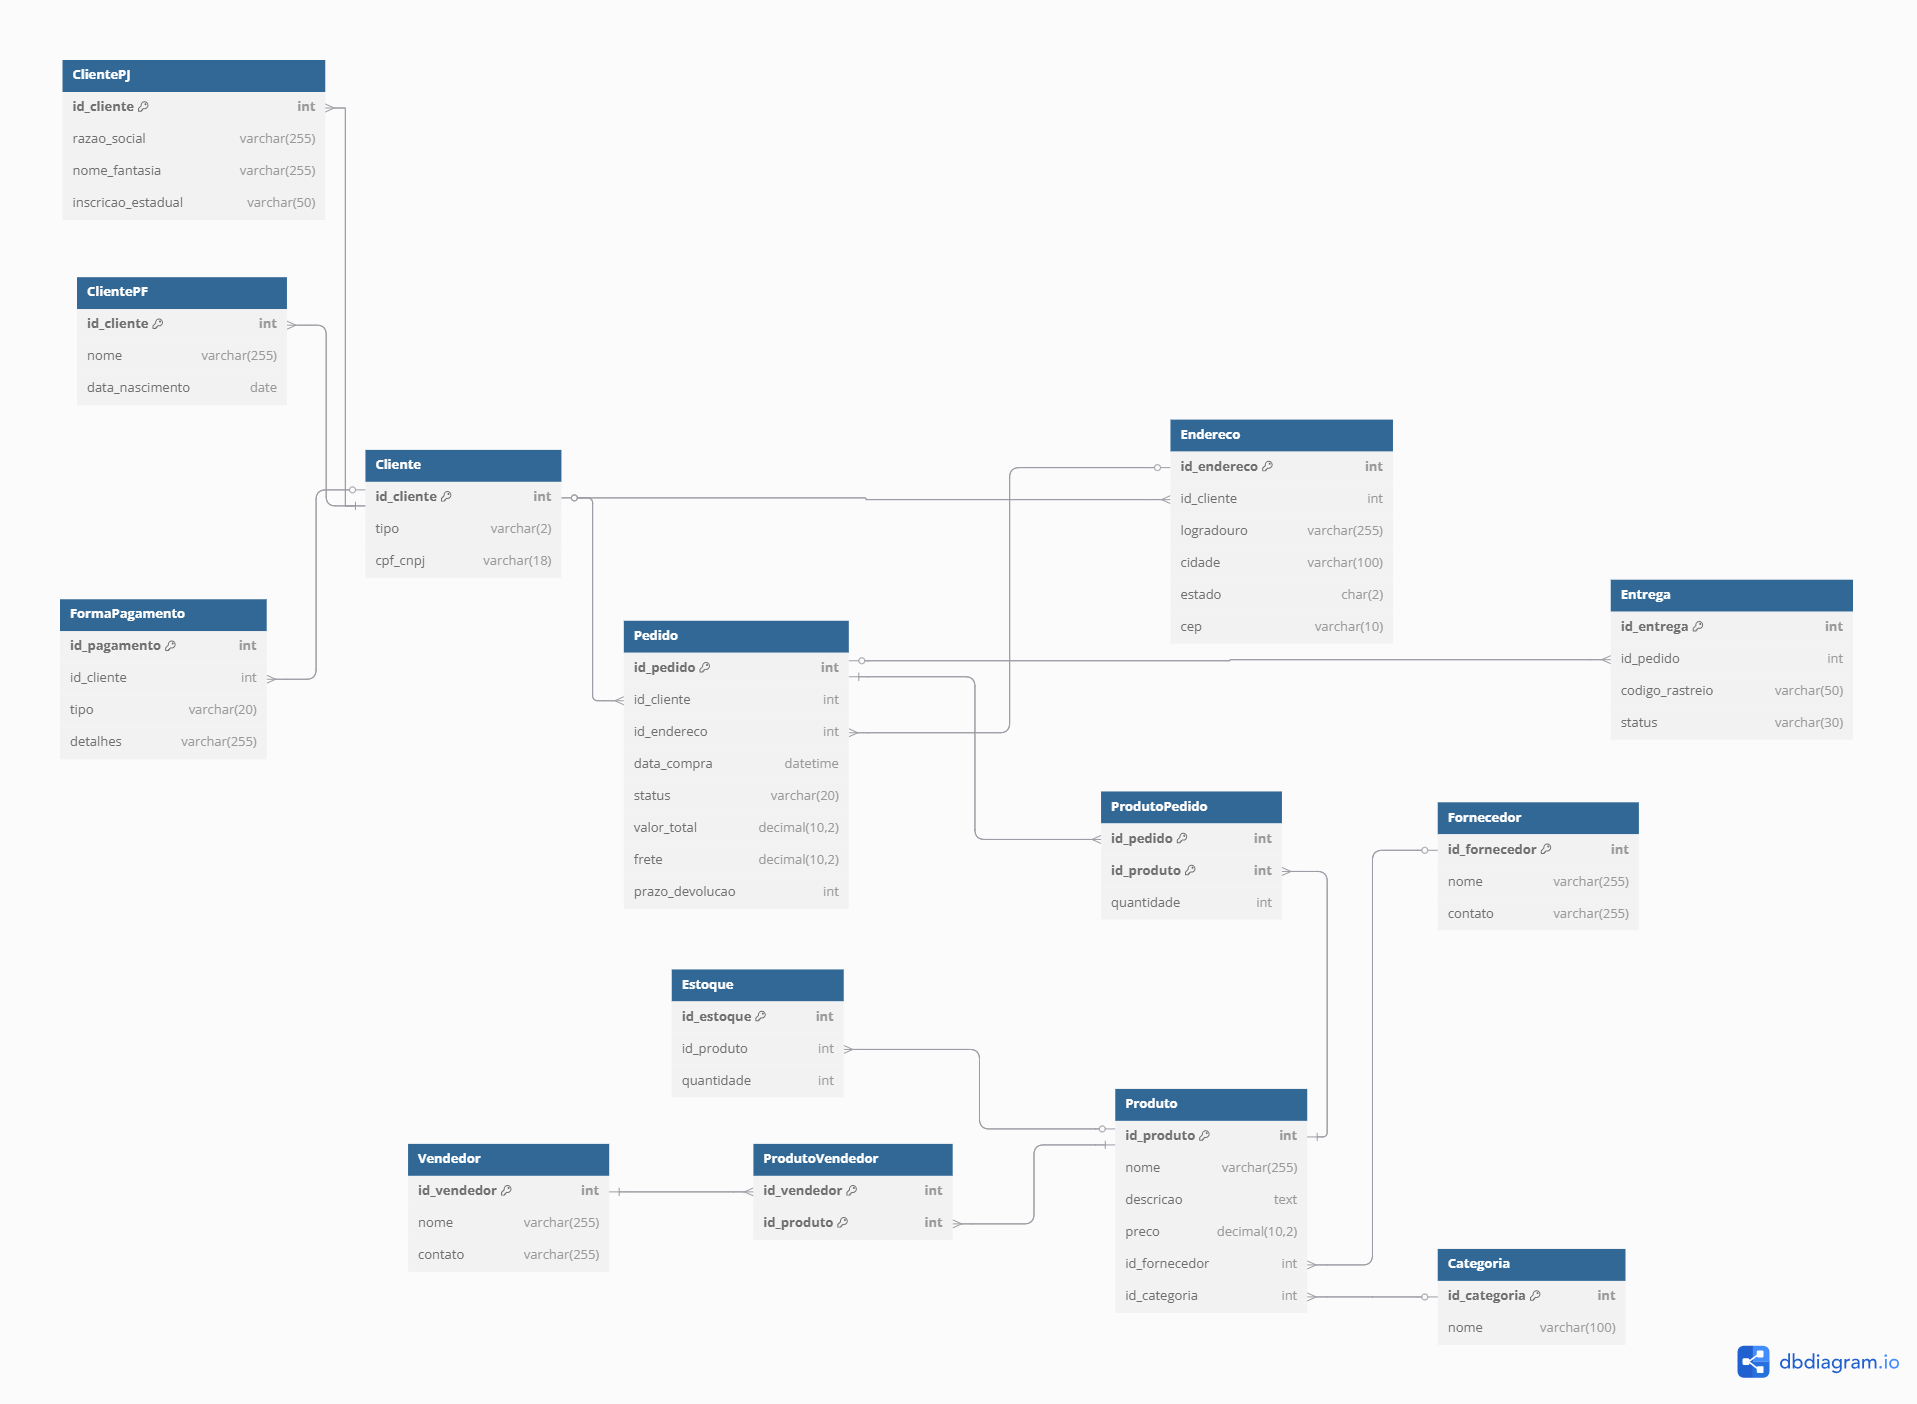 ClientePJ
id_cliente int
razao_social varchar(255)
nome_fantasia varchar(255)
inscricao_estadual varchar(50)
ClientePF
id_cliente int
nome varchar(255)
data_nascimento date
Cliente
id_cliente int
tipo varchar(2)
cpf_cnpj varchar(18)
FormaPagamento
id_pagamento int
id_cliente int
tipo varchar(20)
detalhes varchar(255)
Pedido
id_pedido int
id_cliente int
id_endereco int
data_compra datetime
status varchar(20)
valor_total decimal(10,2)
frete decimal(10,2)
prazo_devolucao int
Endereco
id_endereco int
id_cliente int
logradouro varchar(255)
cidade varchar(100)
estado char(2)
cep varchar(10)
Entrega
id_entrega int
id_pedido int
codigo_rastreio varchar(50)
status varchar(30)
ProdutoPedido
id_pedido int
id_produto int
quantidade int
Fornecedor
id_fornecedor int
nome varchar(255)
contato varchar(255)
Estoque
id_estoque int
id_produto int
quantidade int
Vendedor
id_vendedor int
nome varchar(255)
contato varchar(255)
ProdutoVendedor
id_vendedor int
id_produto int
Produto
id_produto int
nome varchar(255)
descricao text
preco decimal(10,2)
id_fornecedor int
id_categoria int
Categoria
id_categoria int
nome varchar(100)
dbdiagram.io